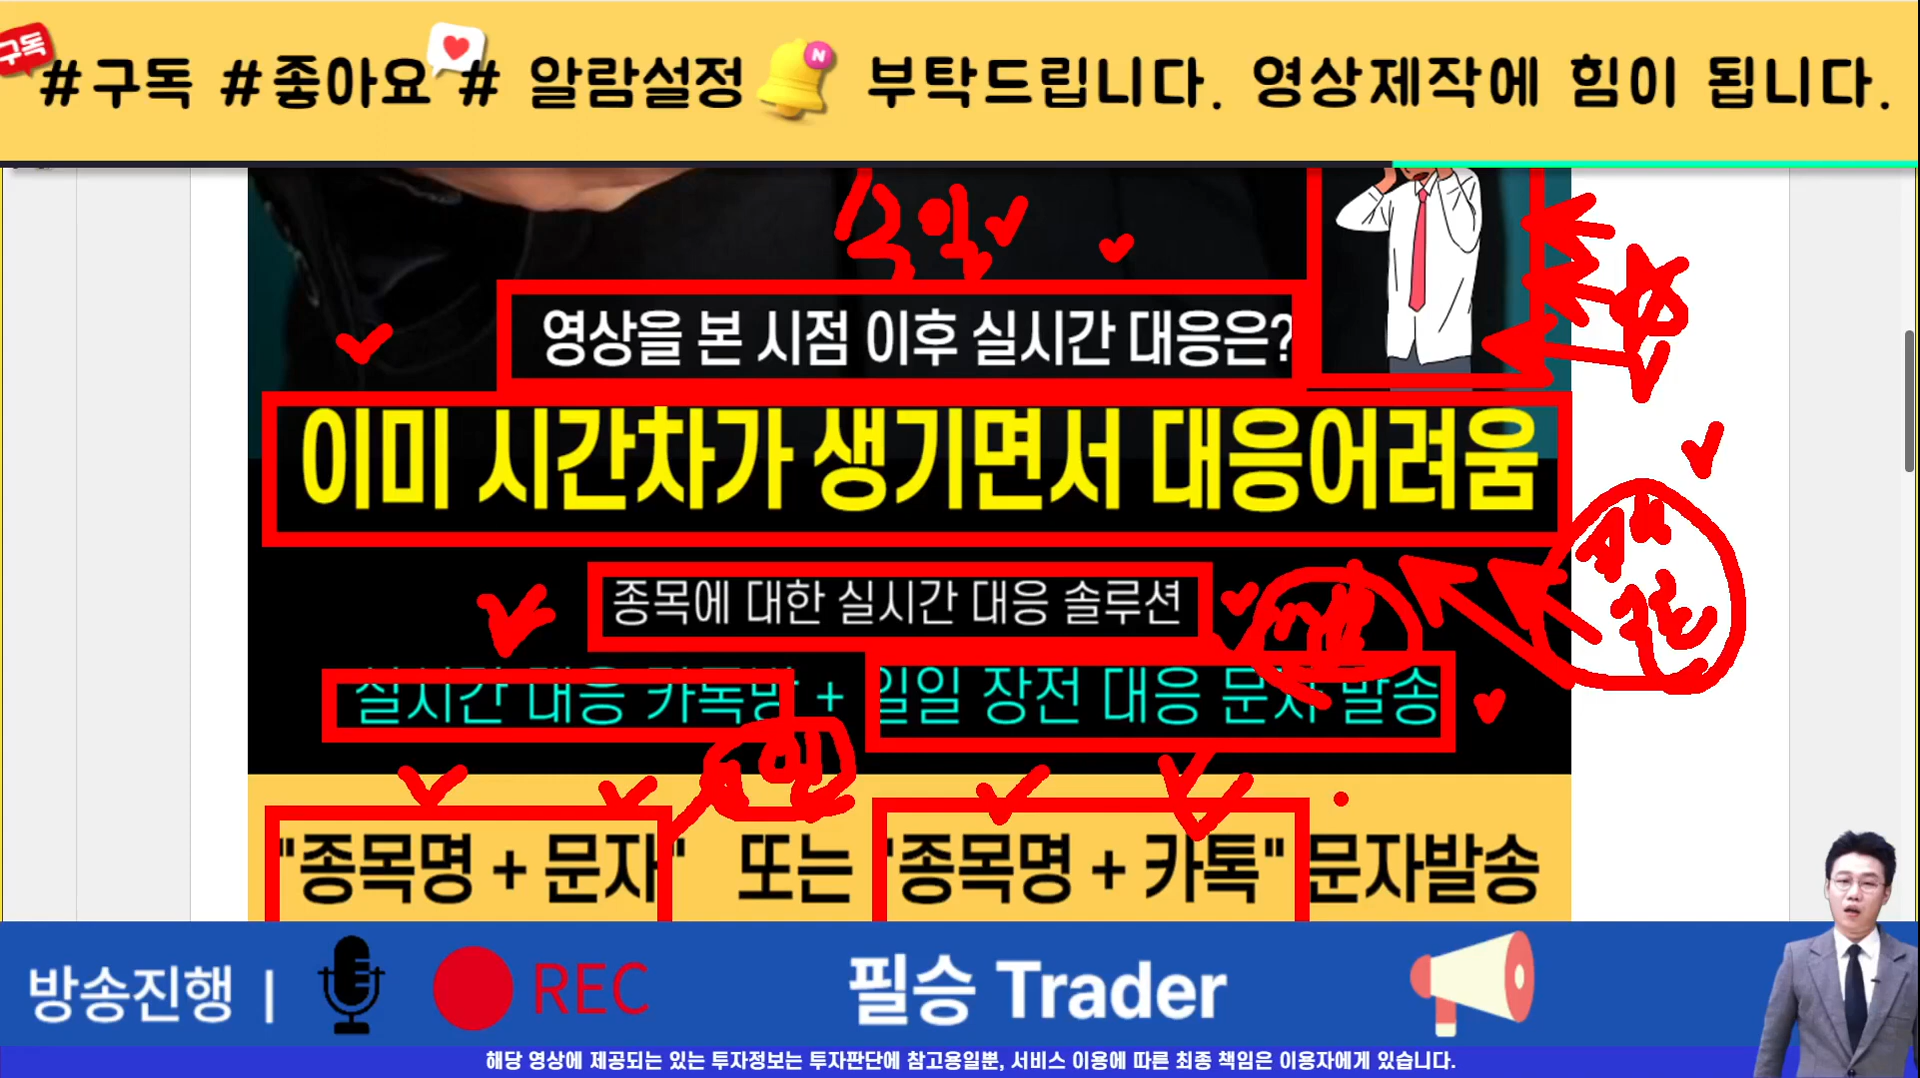 구독
#구독 #좋아요 # 알람설정 N 부탁드립니다. 영상제작에 힘이 됩니다.
영상을 본 시점 이후 실시간 대응은?
이미 시간차가 생기면서 대응어려움
종목에 대한 실시간 대응 솔루션
실시간 대응 카톡방 + 일일 장전 대응 문자 발송
"종목명 + 문자" 또는 "종목명 + 카톡" 문자발송
방송진행 | REC 필승 Trader
해당 영상에 제공되는 있는 투자정보는 투자판단에 참고용일뿐, 서비스 이용에 따른 최종 책임은 이용자에게 있습니다.